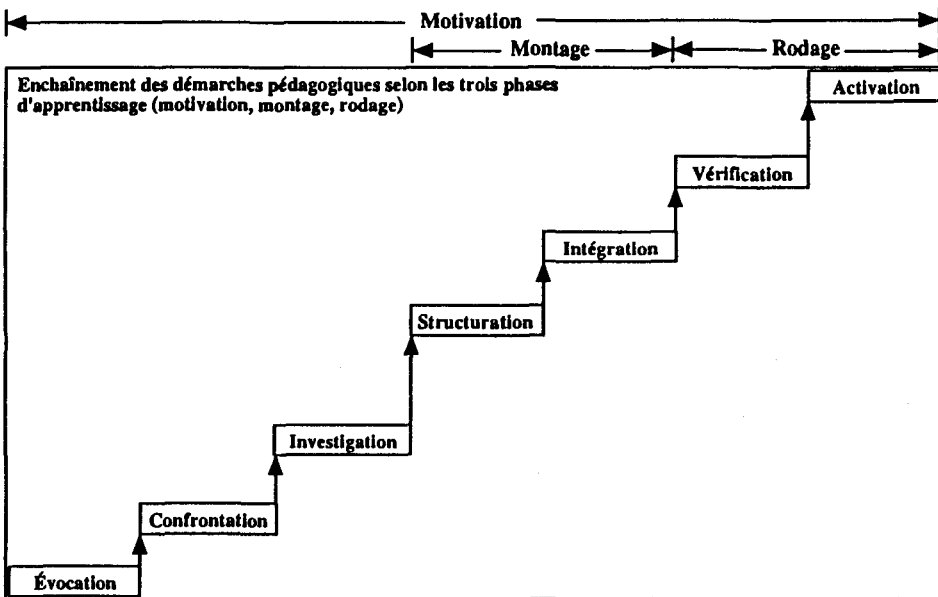 Motivation
Montage Rodage
Enchaînement des démarches pédagogiques selon les trois phases
d'apprentissage (motivation, montage, rodage)
Activation
Vérification
Intégration
Structuration
Investigation
Confrontation
Évocation